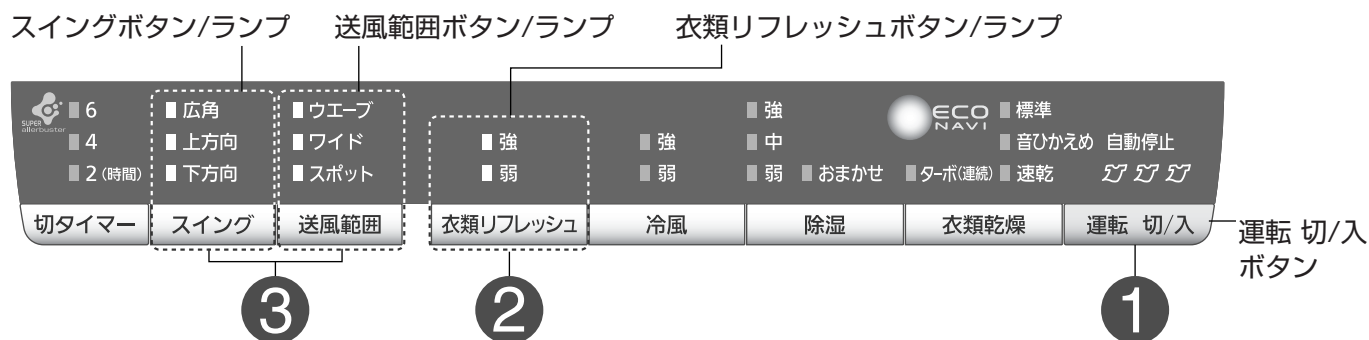 スイングボタン/ランプ 送風範囲ボタン/ランプ 衣類リフレッシュボタン/ランプ
6 広角 ウエーブ 強 ECO NAVI 標準
SUPER allerbuster
4 上方向 ワイド 強 強 中 音ひかえめ 自動停止
2(時間) 下方向 スポット 弱 弱 弱 おまかせ ターボ(連続) 速乾
切タイマー スイング 送風範囲 衣類リフレッシュ 冷風 除湿 衣類乾燥 運転 切/入
運転 切/入
ボタン
3 2 1